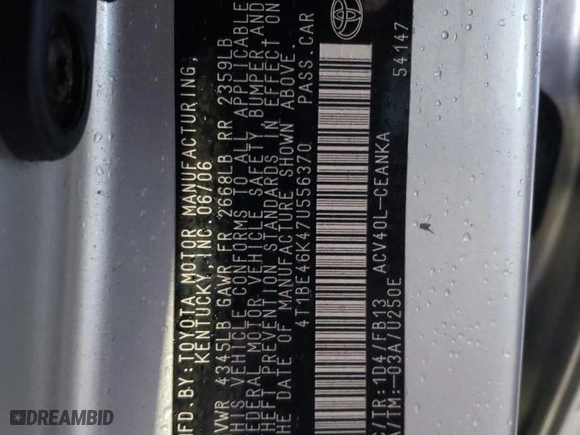 MFD.BY:TOYOTA MOTOR MANUFACTURING,
KENTUCKY, INC. 06/06
GVWR 4345LB GAWR FR 2668LB RR 2359LB
THIS VEHICLE CONFORMS TO ALL APPLICABLE
FEDERAL MOTOR VEHICLE SAFETY, BUMPER, AND
THEFT PREVENTION STANDARDS IN EFFECT ON
THE DATE OF MANUFACTURE SHOWN ABOVE.
4T1BE46K47U556370 PASS. CAR
C/TR:1D4/FB13 ACV40L-CEANKA
A/TM:-03A/U250E
54147
DREAMBID